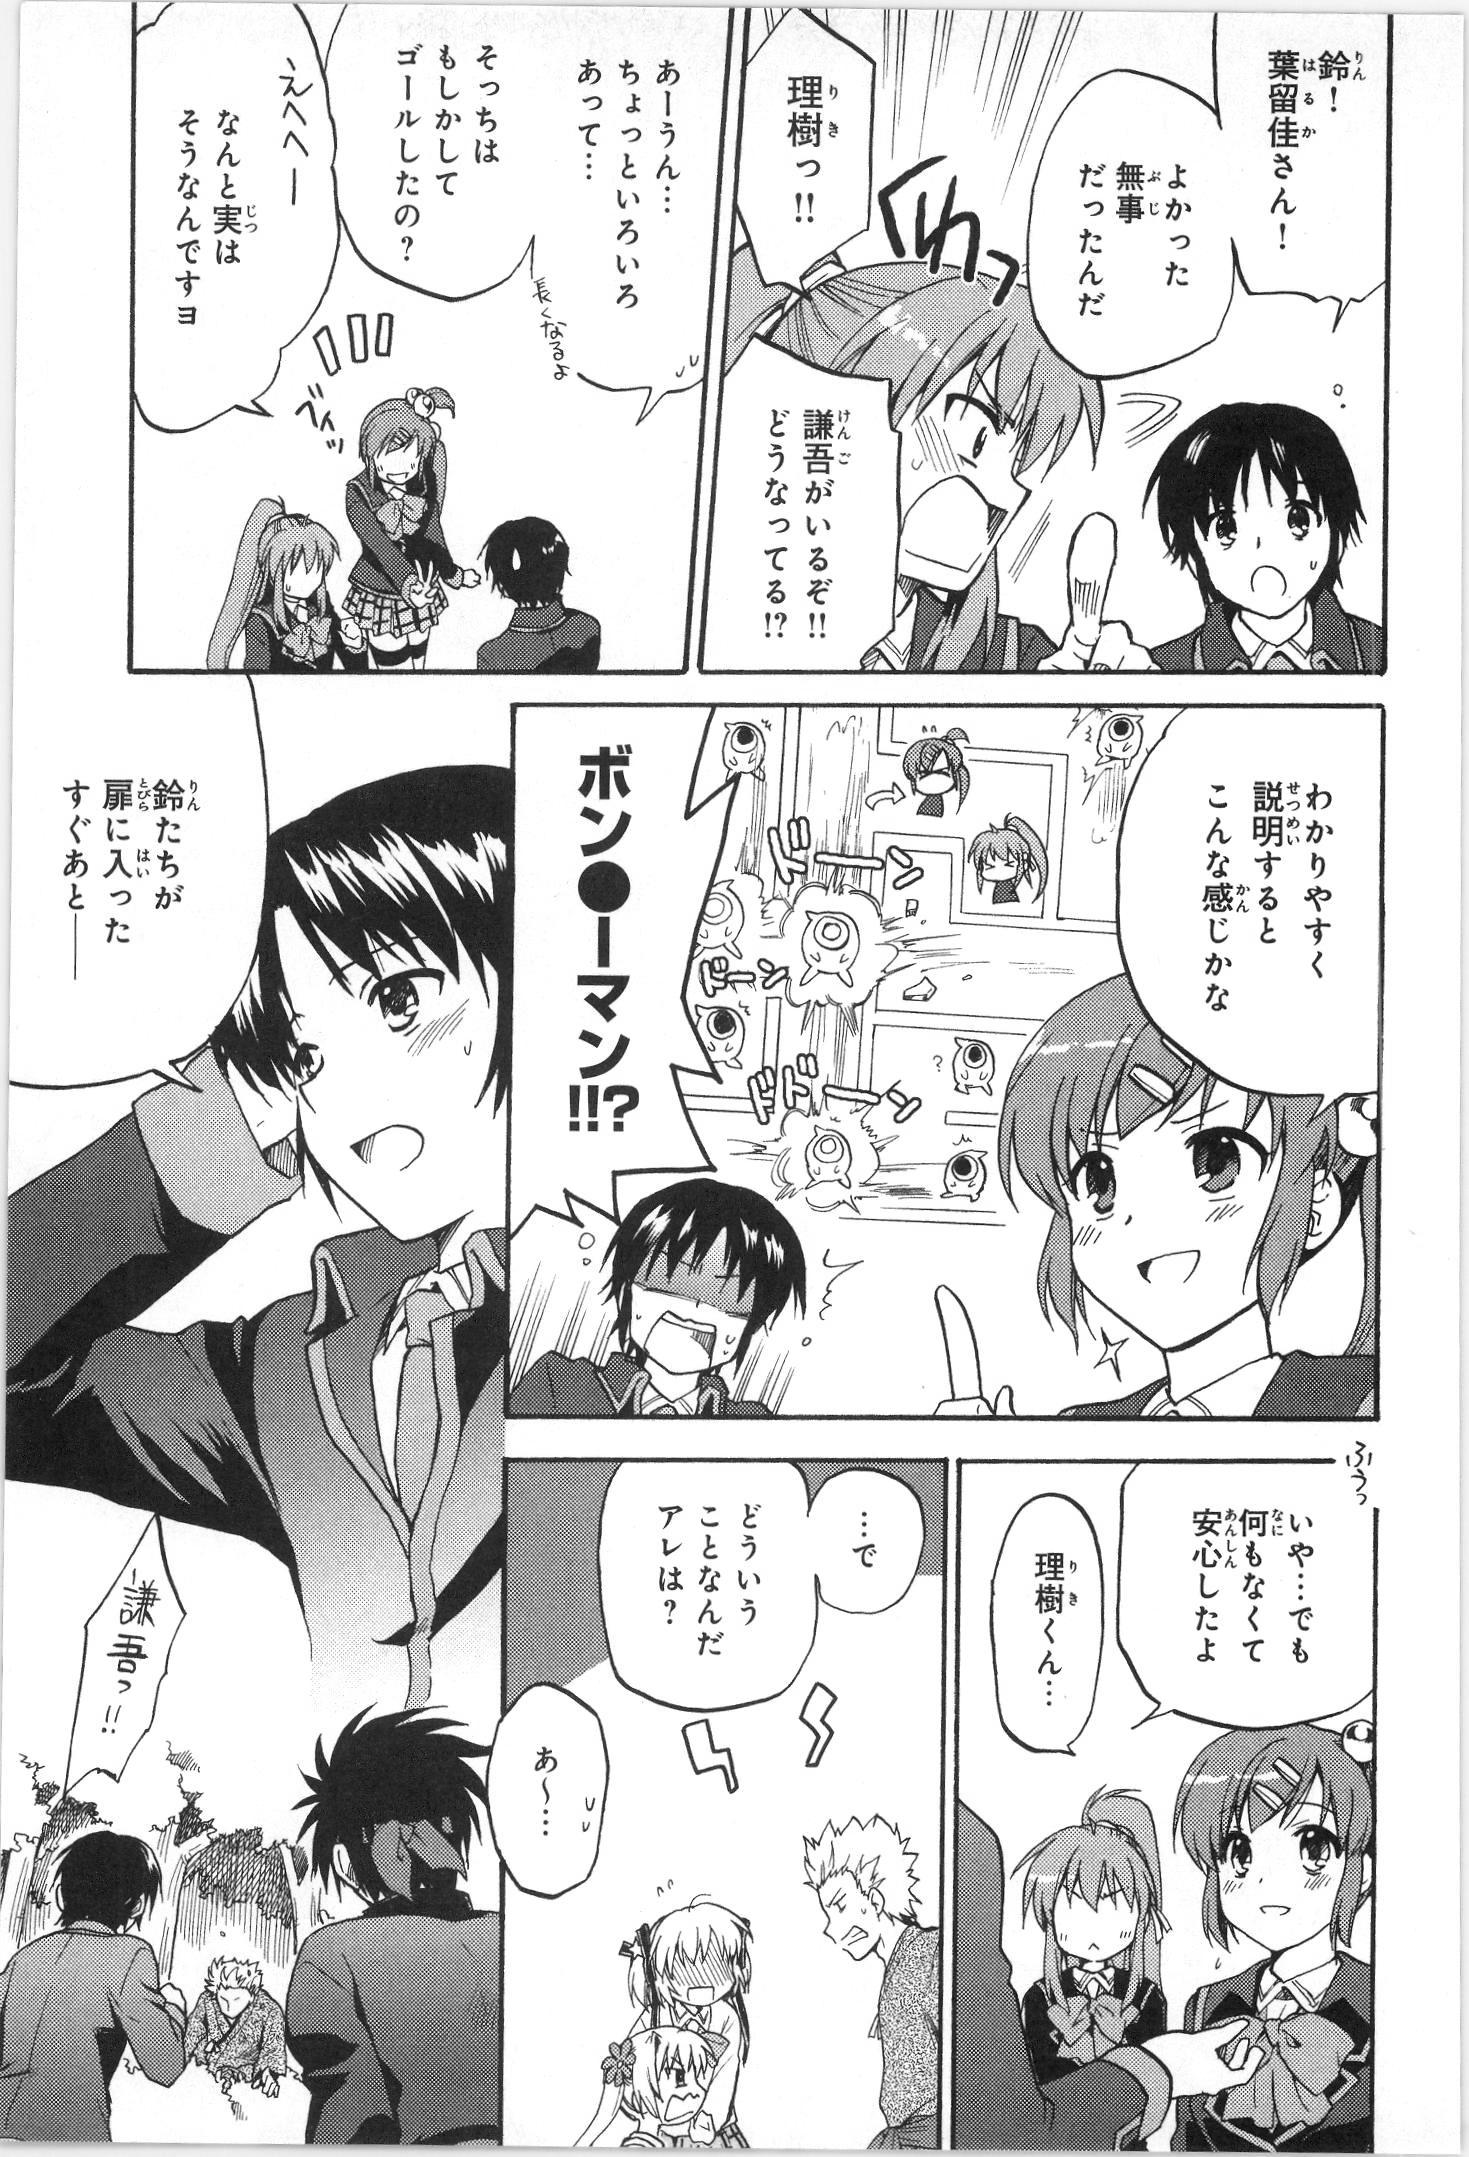 鈴！
葉留佳さん！
よかった
無事
だったんだ
理樹っ!!
くわっ
謙吾がいるぞ!!
どうなってる!?
あーうん…
ちょっといろいろ
あって…
長くなるよ
そっちは
もしかして
ゴールしたの？
ブイッ
えへへー
なんと実は
そうなんですヨ
わかりやすく
説明すると
こんな感じかな
ドーン
ドーン
ドドドーン
ボン●ーマン!!?
鈴たちが
扉に入った
すぐあと──
謙吾っ!!
ふうっ
いや…でも
何もなくて
安心したよ
理樹くん…
…で
どういう
ことなんだ
アレは？
あ〜…